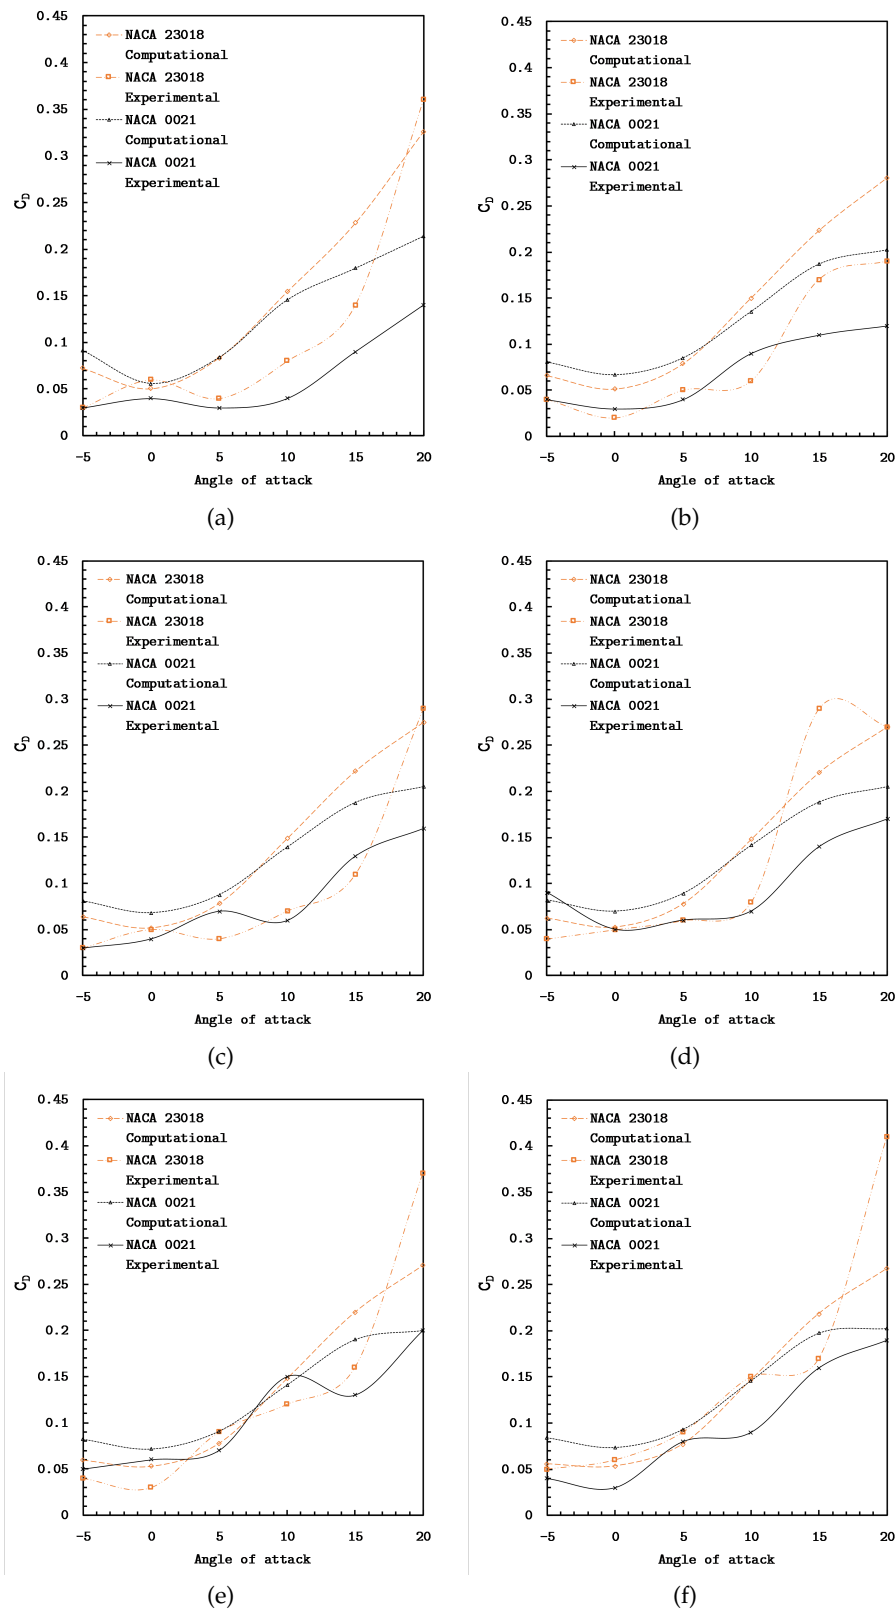 0.45
0.4
0.35
0.3
0.25
0.2
0.15
0.1
0.05
0
C_D
NACA 23018
Computational
NACA 23018
Experimental
NACA 0021
Computational
NACA 0021
Experimental
-5 0 5 10 15 20
Angle of attack
(a)
0.45
0.4
0.35
0.3
0.25
0.2
0.15
0.1
0.05
0
C_D
NACA 23018
Computational
NACA 23018
Experimental
NACA 0021
Computational
NACA 0021
Experimental
-5 0 5 10 15 20
Angle of attack
(b)
0.45
0.4
0.35
0.3
0.25
0.2
0.15
0.1
0.05
0
C_D
NACA 23018
Computational
NACA 23018
Experimental
NACA 0021
Computational
NACA 0021
Experimental
-5 0 5 10 15 20
Angle of attack
(c)
0.45
0.4
0.35
0.3
0.25
0.2
0.15
0.1
0.05
0
C_D
NACA 23018
Computational
NACA 23018
Experimental
NACA 0021
Computational
NACA 0021
Experimental
-5 0 5 10 15 20
Angle of attack
(d)
0.45
0.4
0.35
0.3
0.25
0.2
0.15
0.1
0.05
0
C_D
NACA 23018
Computational
NACA 23018
Experimental
NACA 0021
Computational
NACA 0021
Experimental
-5 0 5 10 15 20
Angle of attack
(e)
0.45
0.4
0.35
0.3
0.25
0.2
0.15
0.1
0.05
0
C_D
NACA 23018
Computational
NACA 23018
Experimental
NACA 0021
Computational
NACA 0021
Experimental
-5 0 5 10 15 20
Angle of attack
(f)